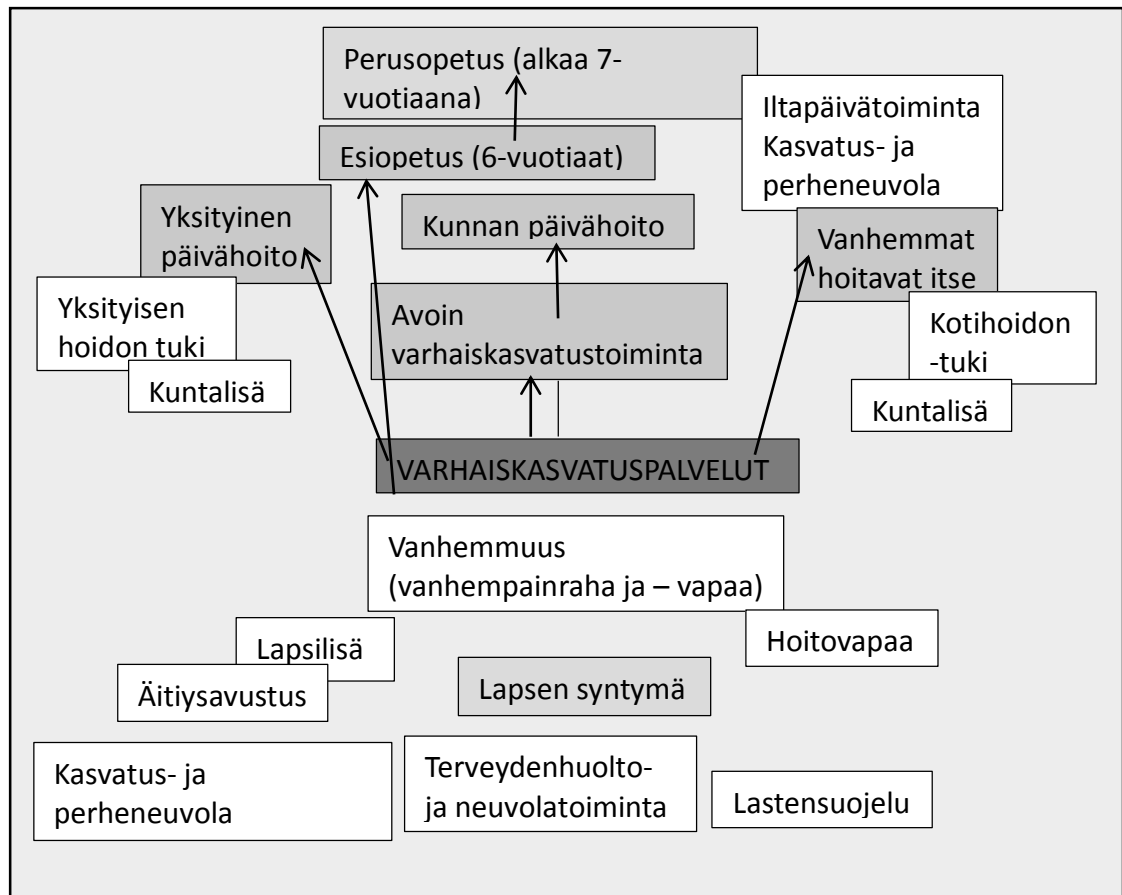 Perusopetus (alkaa 7-
vuotiaana)
Iltapäivätoiminta
Kasvatus- ja
perheneuvola
Esiopetus (6-vuotiaat)
Yksityinen
päivähoito
Kunnan päivähoito
Vanhemmat
hoitavat itse
Yksityisen
hoidon tuki
Kuntalisä
Avoin
varhaiskasvatustoiminta
Kotihoidon
-tuki
Kuntalisä
VARHAISKASVATUSPALVELUT
Vanhemmuus
(vanhempainraha ja – vapaa)
Lapsilisä
Hoitovapaa
Äitiysavustus
Lapsen syntymä
Kasvatus- ja
perheneuvola
Terveydenhuolto-
ja neuvolatoiminta
Lastensuojelu